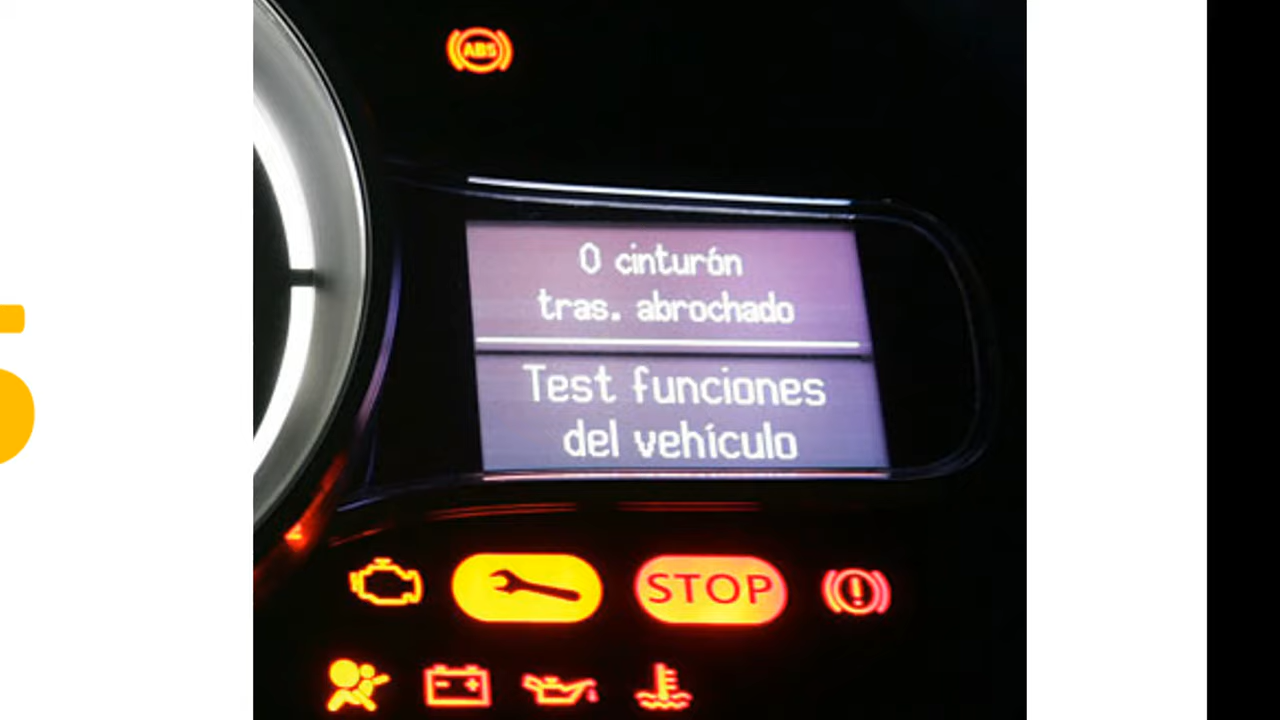 ABS
0 cinturón
tras. abrochado
Test funciones
del vehículo
STOP